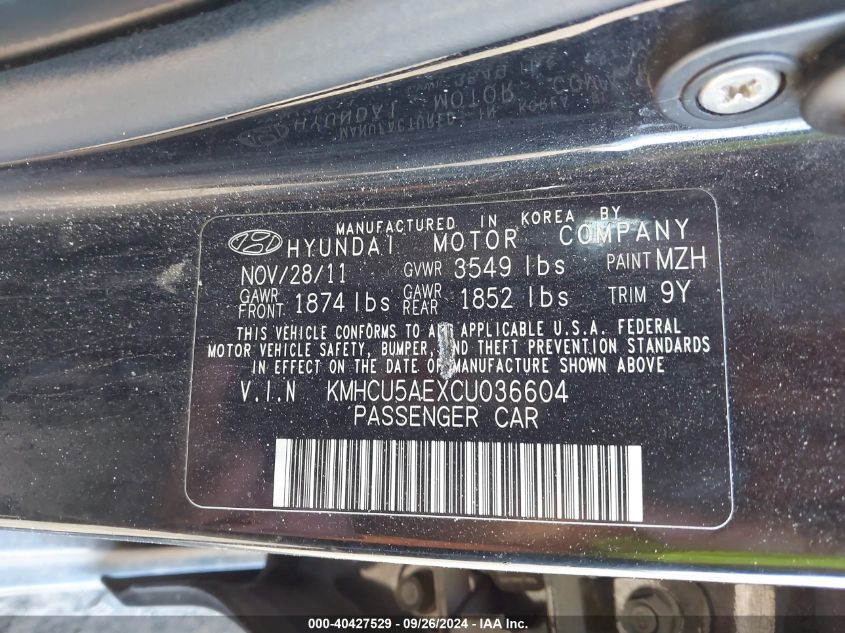 MANUFACTURED IN KOREA BY
HYUNDAI MOTOR COMPANY
NOV/28/11 GVWR 3549 lbs PAINT MZH
GAWR FRONT 1874 lbs GAWR REAR 1852 lbs TRIM 9Y
THIS VEHICLE CONFORMS TO ALL APPLICABLE U.S.A. FEDERAL
MOTOR VEHICLE SAFETY, BUMPER, AND THEFT PREVENTION STANDARDS
IN EFFECT ON THE DATE OF MANUFACTURE SHOWN ABOVE
V.I.N KMHCU5AEXCU036604
PASSENGER CAR
000-40427529 - 09/26/2024 - IAA Inc.